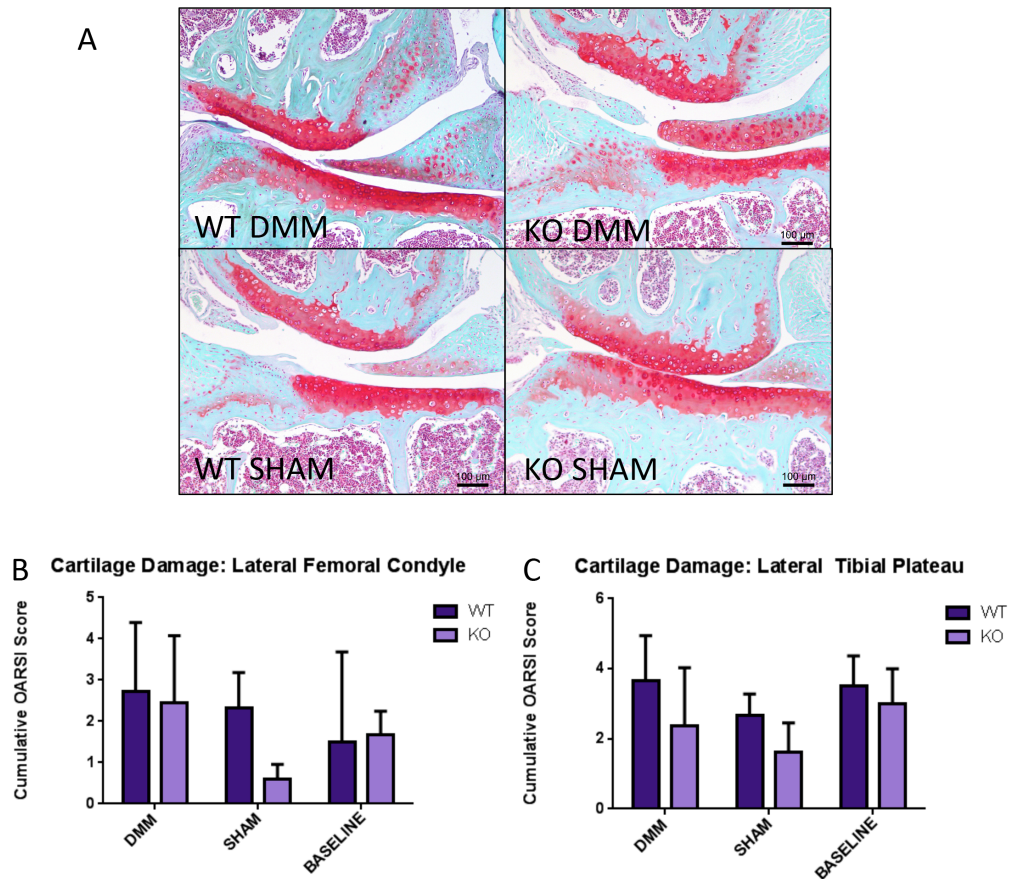 A
WT DMM
KO DMM
100 µm
WT SHAM
100 µm
KO SHAM
100 µm
B
Cartilage Damage: Lateral Femoral Condyle
Cumulative OARSI Score
5
4
3
2
1
0
DMM
SHAM
BASELINE
WT
KO
C
Cartilage Damage: Lateral Tibial Plateau
Cumulative OARSI Score
6
4
2
0
DMM
SHAM
BASELINE
WT
KO